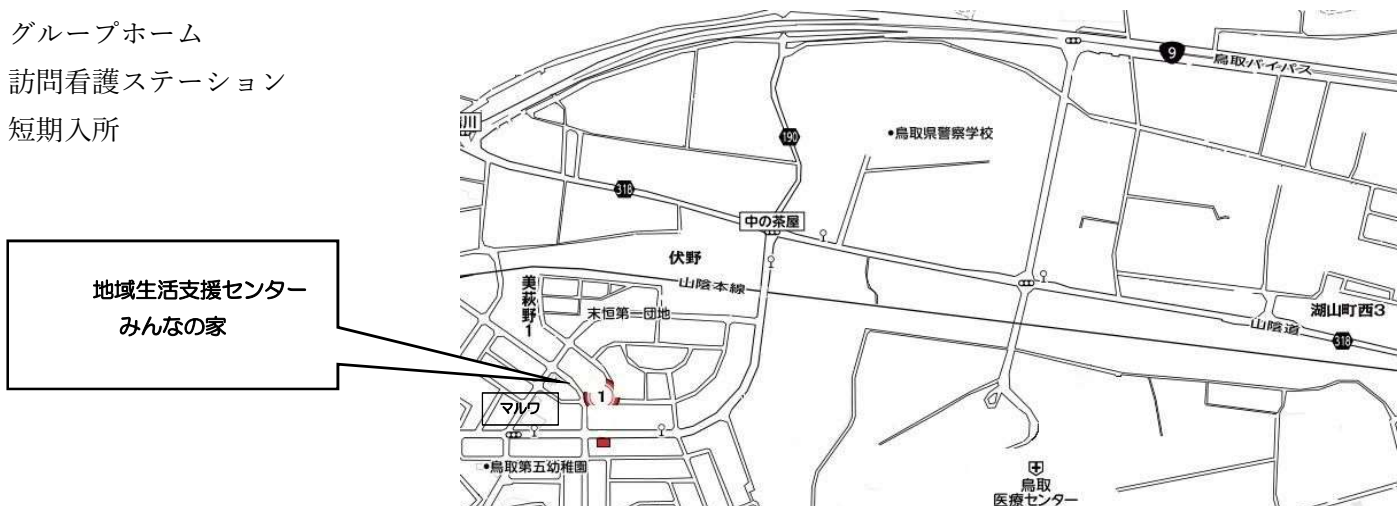 グループホーム
訪問看護ステーション
短期入所
地域生活支援センター
みんなの家
9
鳥取バイパス
川
190
鳥取県警察学校
318
中の茶屋
伏野
山陰本線
美萩野1
末恒第一団地
湖山町西3
山陰道
318
1
マルワ
鳥取第五幼稚園
鳥取
医療センター